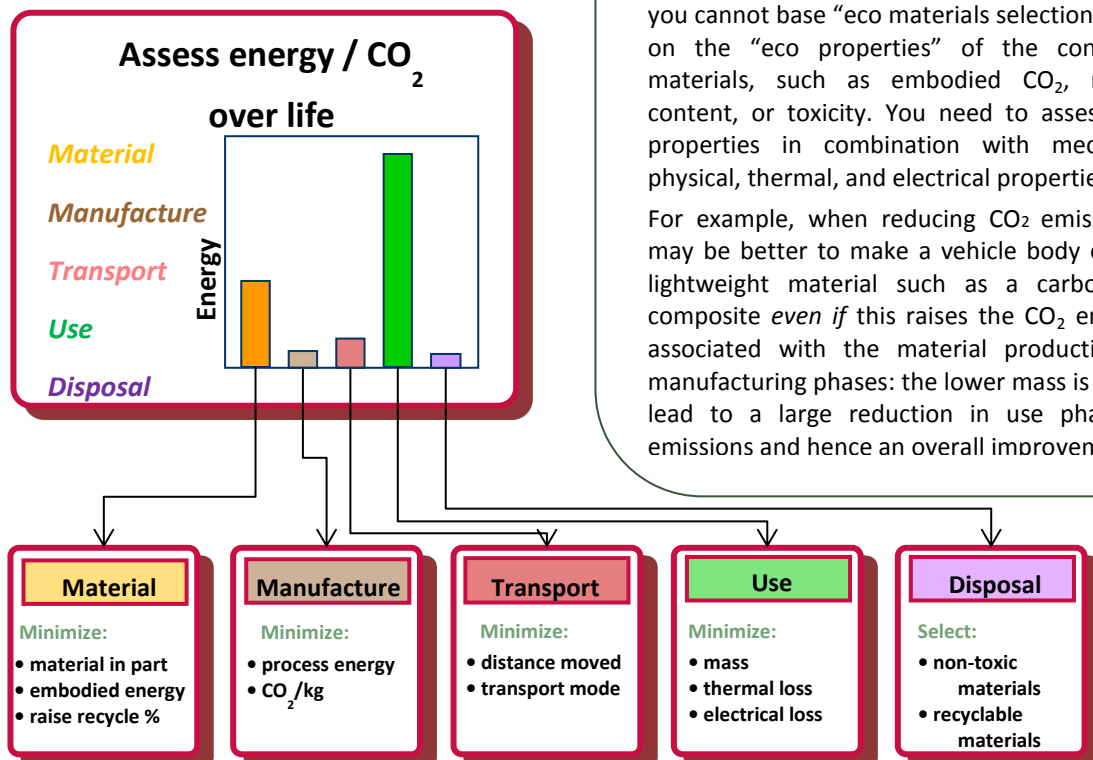 Assess energy / CO2
over life
Material
Manufacture
Transport
Use
Disposal
Energy
you cannot base “eco materials selection
on the “eco properties” of the con
materials, such as embodied CO2,
content, or toxicity. You need to asses
properties in combination with
physical, thermal, and electrical propertie
For example, when reducing CO2
may be better to make a vehicle body
lightweight material such as a
composite even if this raises the CO2
associated with the material
manufacturing phases: the lower mass is
lead to a large reduction in use
emissions and hence an overall
Material
Minimize:
• material in part
• embodied energy
• raise recycle %
Manufacture
Minimize:
• process energy
• CO2/kg
Transport
Minimize:
• distance moved
• transport mode
Use
Minimize:
• mass
• thermal loss
• electrical loss
Disposal
Select:
• non-toxic
materials
• recyclable
materials